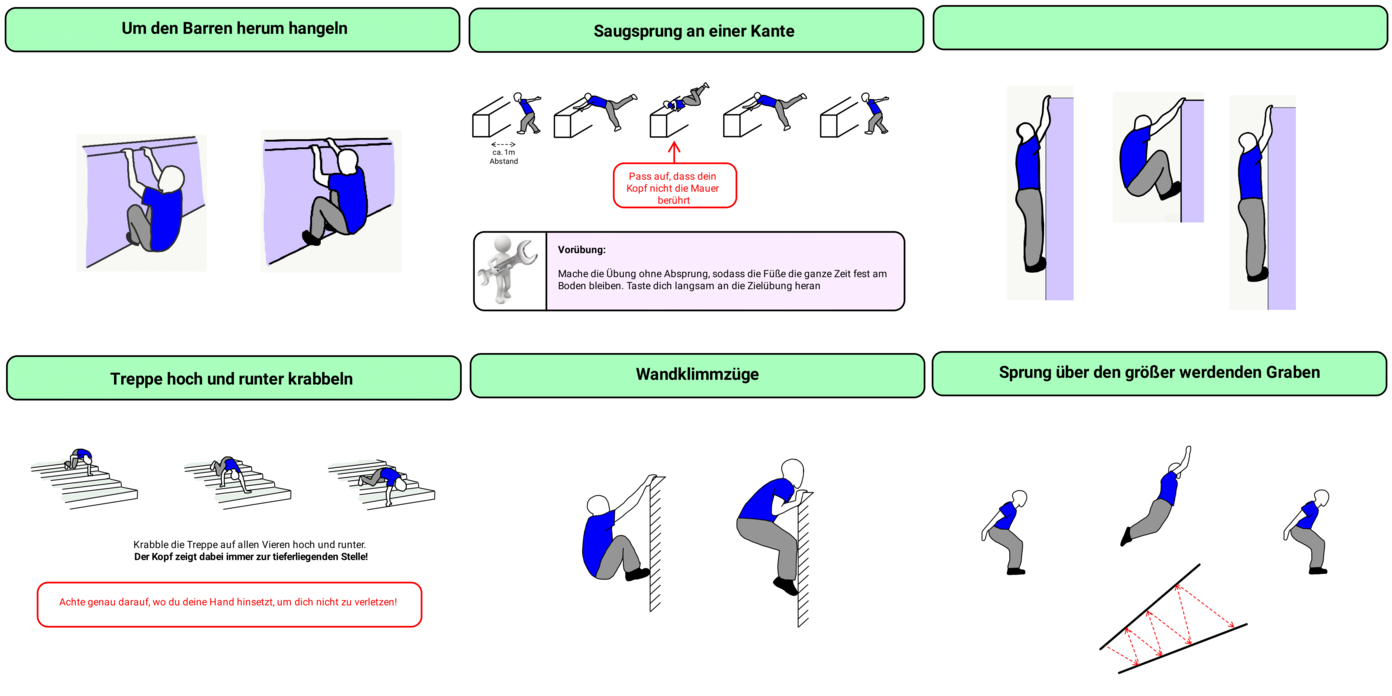 Um den Barren herum hangeln
Saugsprung an einer Kante
ca. 1m
Abstand
Pass auf, dass dein
Kopf nicht die Mauer
berührt
Vorübung:
Mache die Übung ohne Absprung, sodass die Füße die ganze Zeit fest am
Boden bleiben. Taste dich langsam an die Zielübung heran
Treppe hoch und runter krabbeln
Krabble die Treppe auf allen Vieren hoch und runter.
Der Kopf zeigt dabei immer zur tieferliegenden Stelle!
Achte genau darauf, wo du deine Hand hinsetzt, um dich nicht zu verletzen!
Wandklimmzüge
Sprung über den größer werdenden Graben